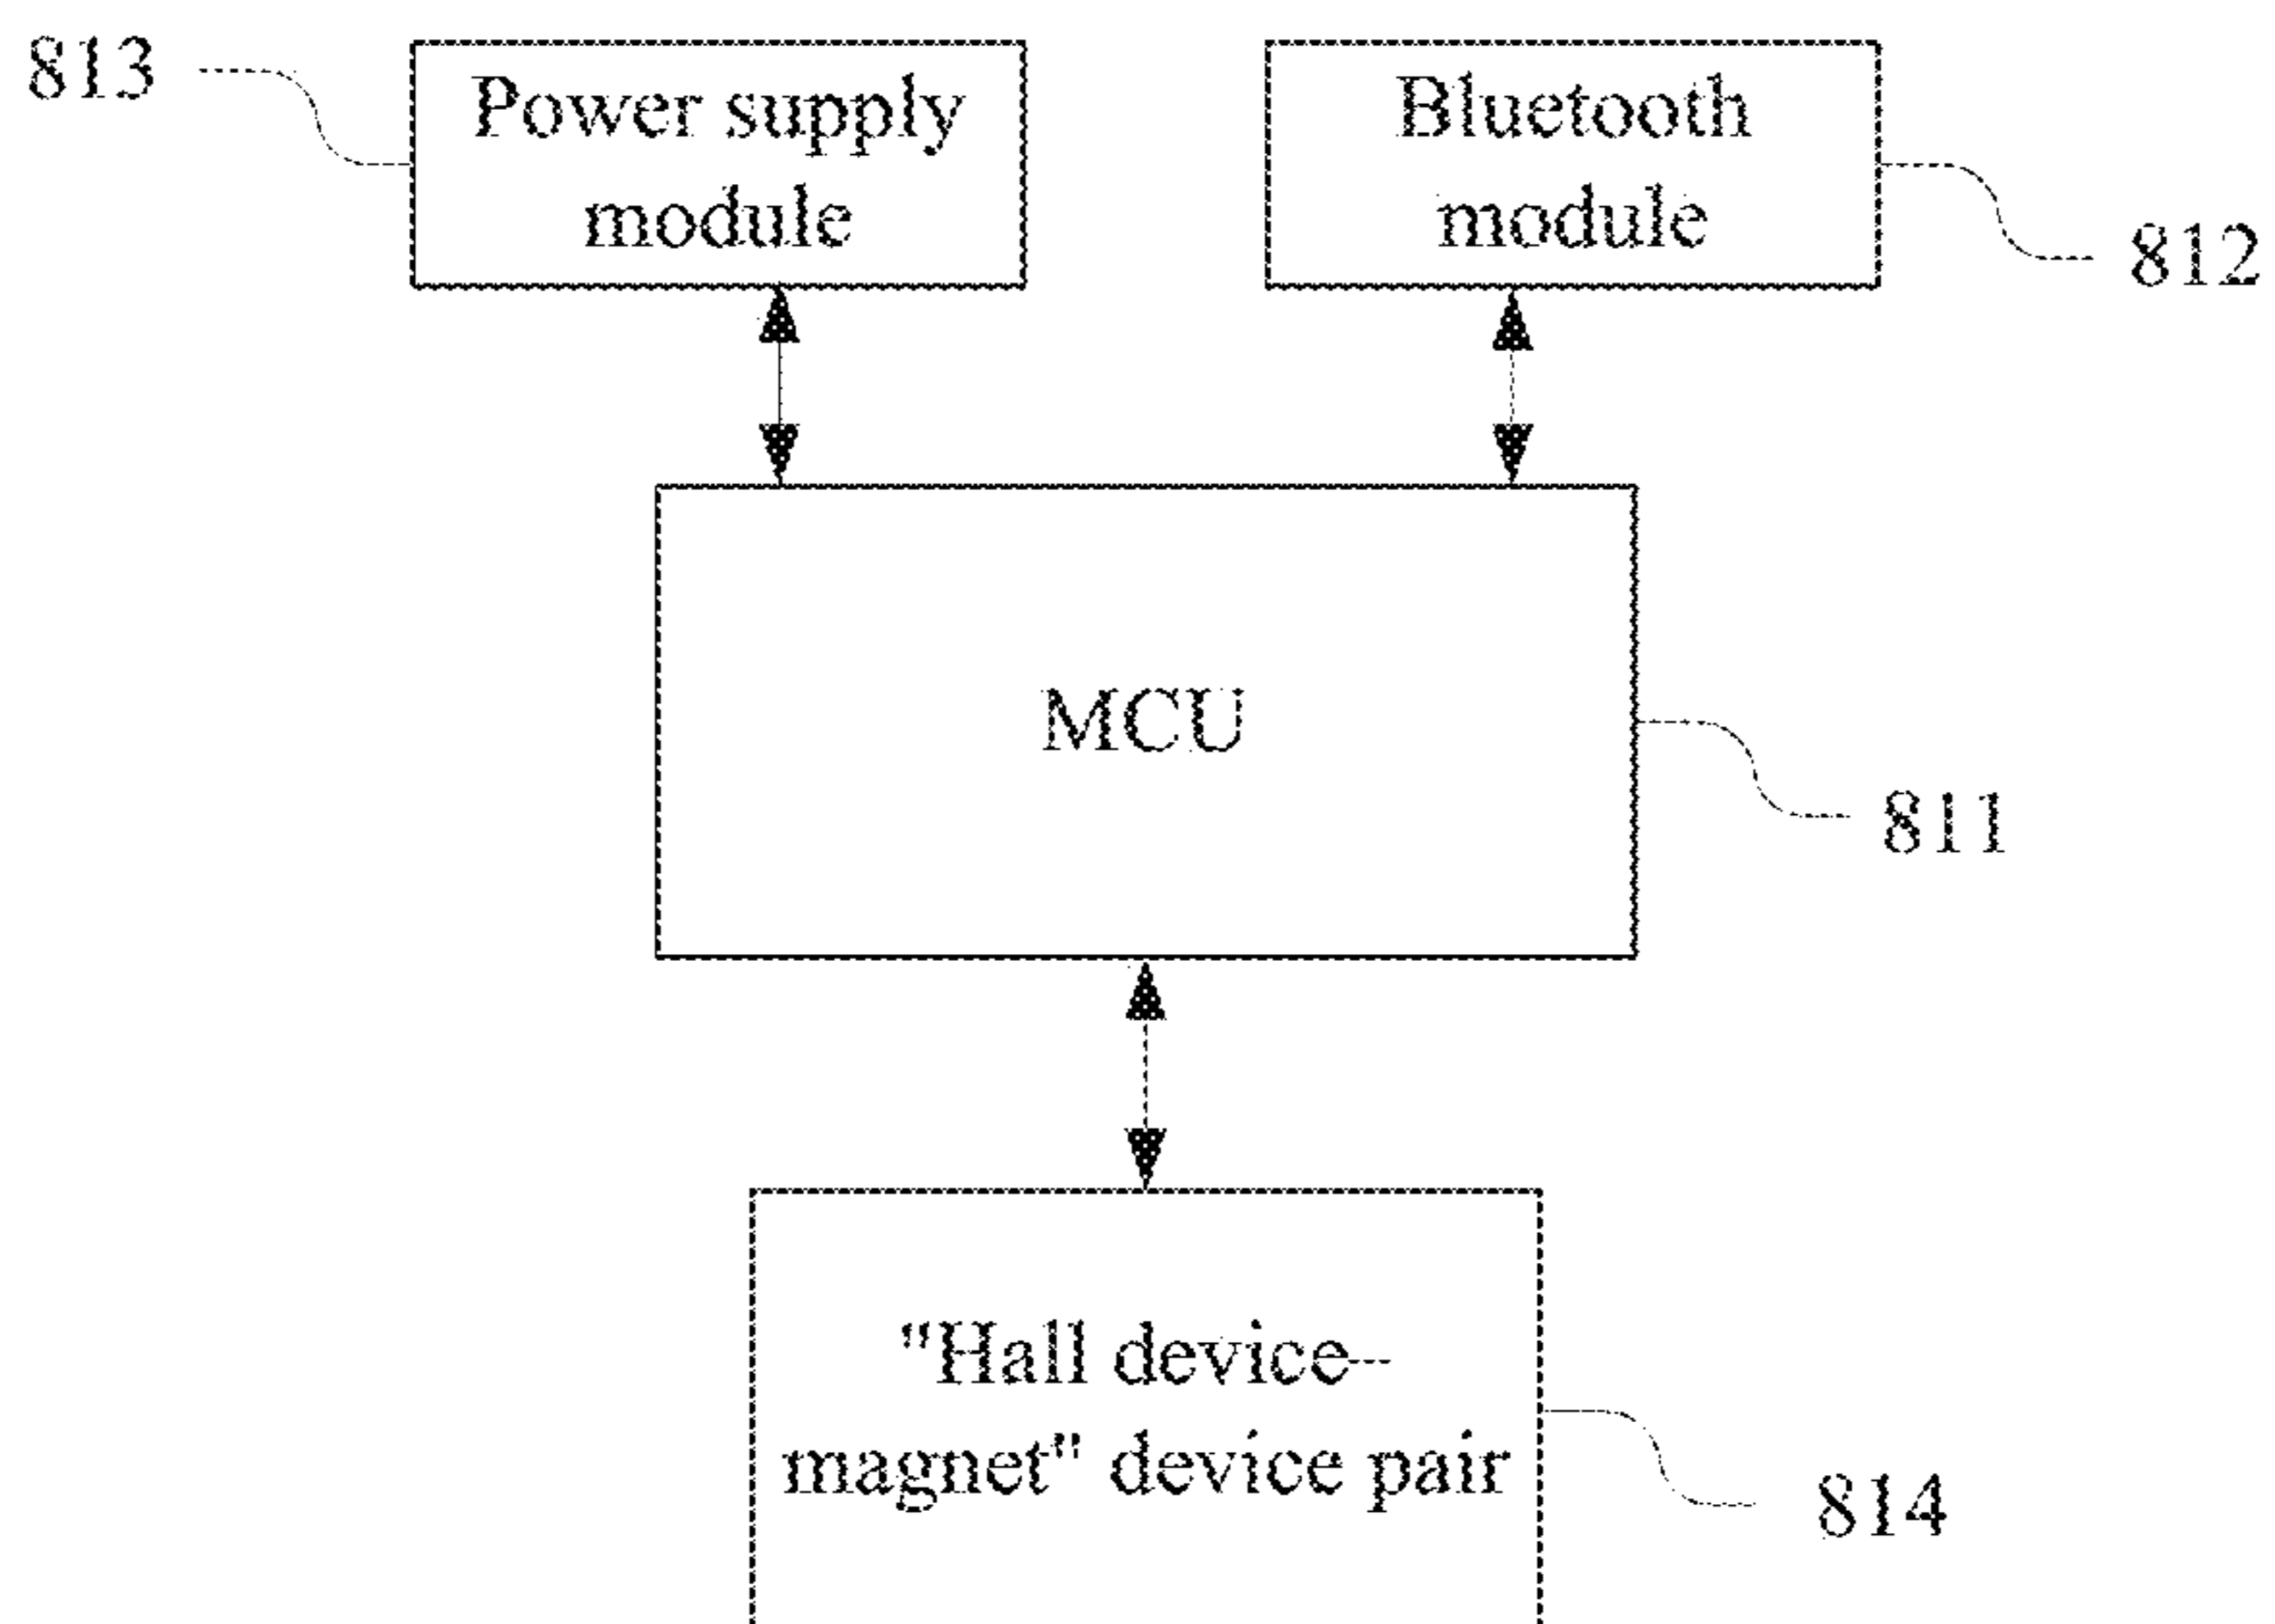 813
Power supply
module
Bluetooth
module
812
MCU
811
"Hall device--
magnet" device pair
814